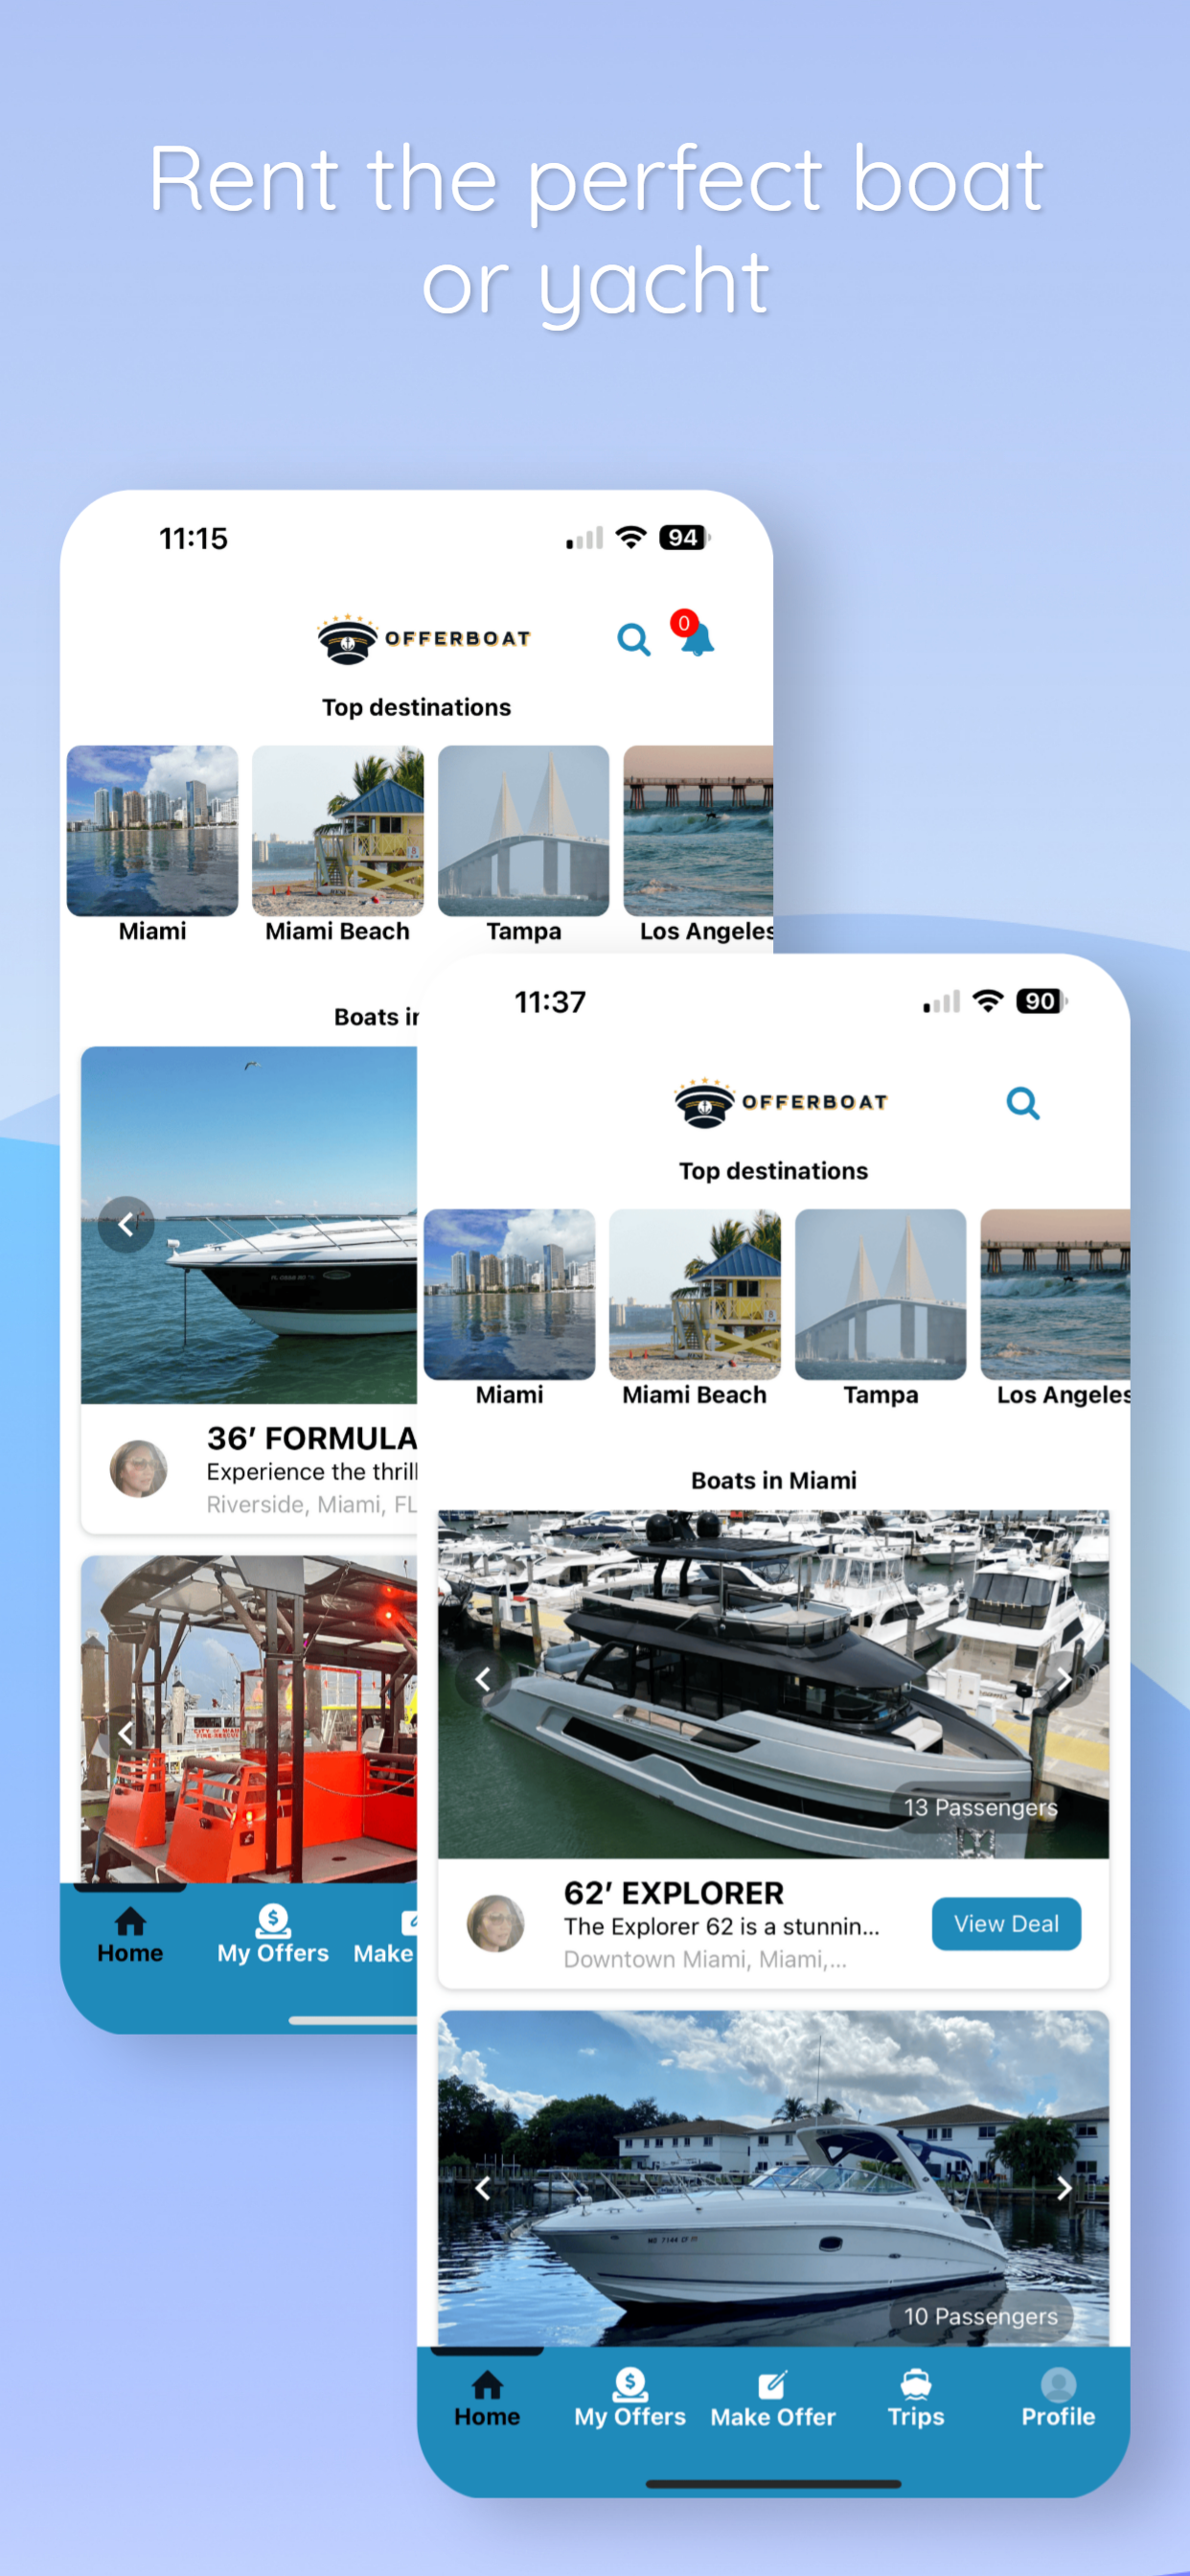 Rent the perfect boat
or yacht
11:15
94
OFFERBOAT
0
Top destinations
Miami
Miami Beach
Tampa
Los Angeles
Boats in
36’ FORMULA
Experience the thrill
Riverside, Miami, FL
Home
My Offers
Make
11:37
90
OFFERBOAT
Top destinations
Miami
Miami Beach
Tampa
Los Angeles
Boats in Miami
13 Passengers
62’ EXPLORER
The Explorer 62 is a stunnin...
View Deal
Downtown Miami, Miami,...
10 Passengers
Home
My Offers
Make Offer
Trips
Profile